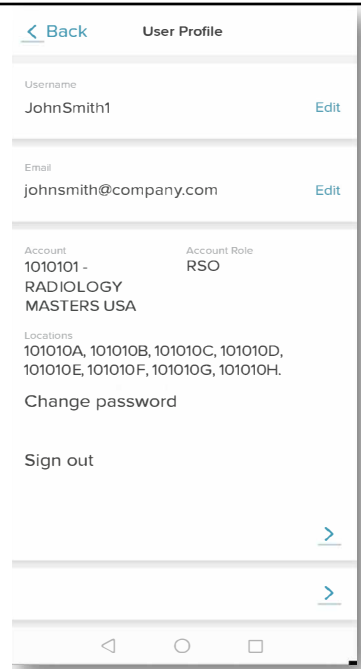 < Back User Profile
Username
JohnSmith1 Edit
Email
johnsmith@company.com Edit
Account Account Role
1010101 - RSO
RADIOLOGY
MASTERS USA
Locations
101010A, 101010B, 101010C, 101010D,
101010E, 101010F, 101010G, 101010H.
Change password
Sign out
>
>